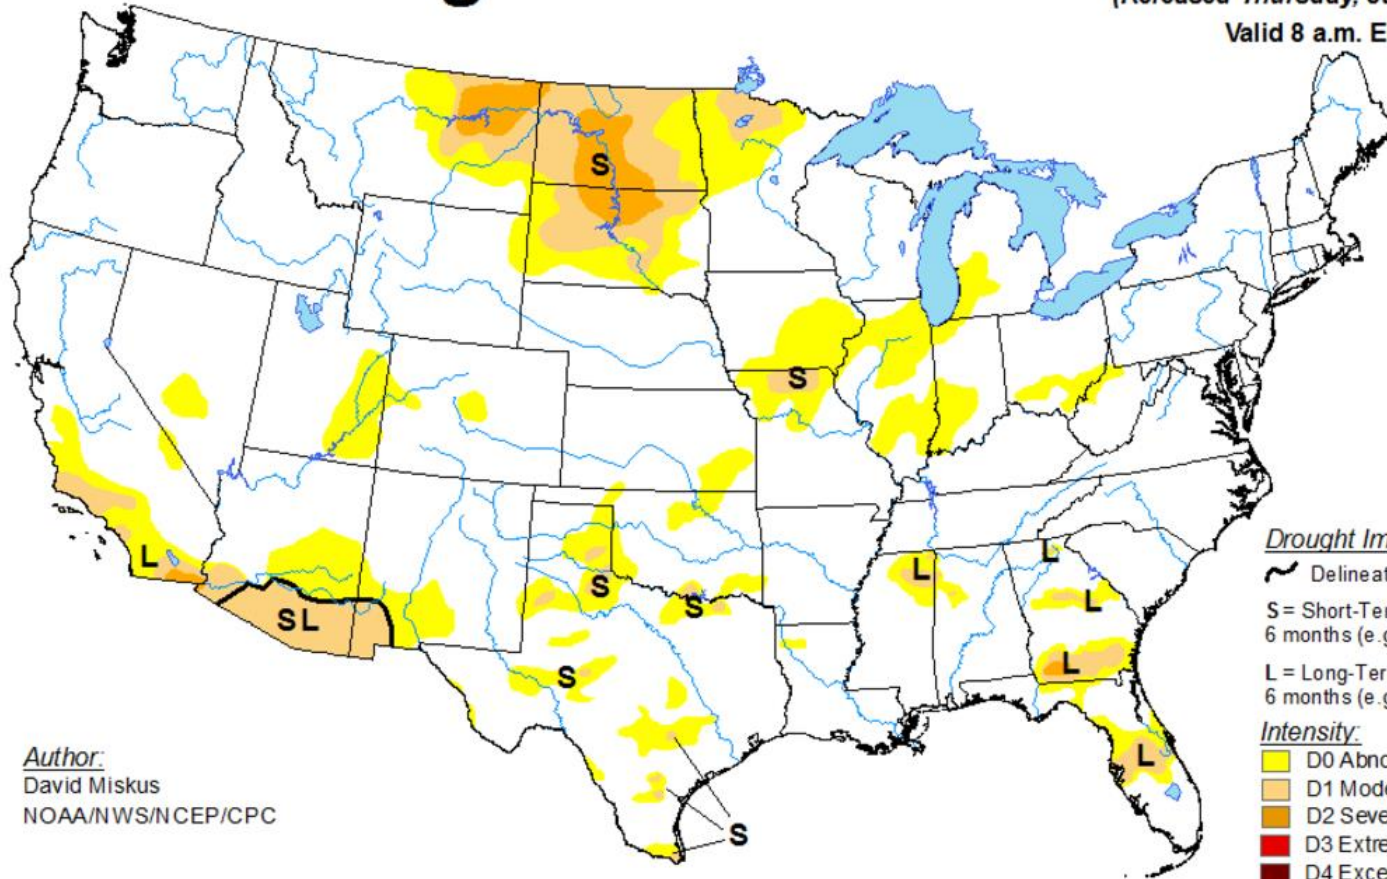 Valid 8 a.m. E
S
S
L
L
L
S
S
L
S L
S
L
L
S
Drought Im
Delineat
S = Short-Ter
6 months (e.g
L = Long-Ter
6 months (e.g
Intensity:
D0 Abno
D1 Mode
D2 Seve
D3 Extre
D4 Exce
Author:
David Miskus
NOAA/NWS/NCEP/CPC